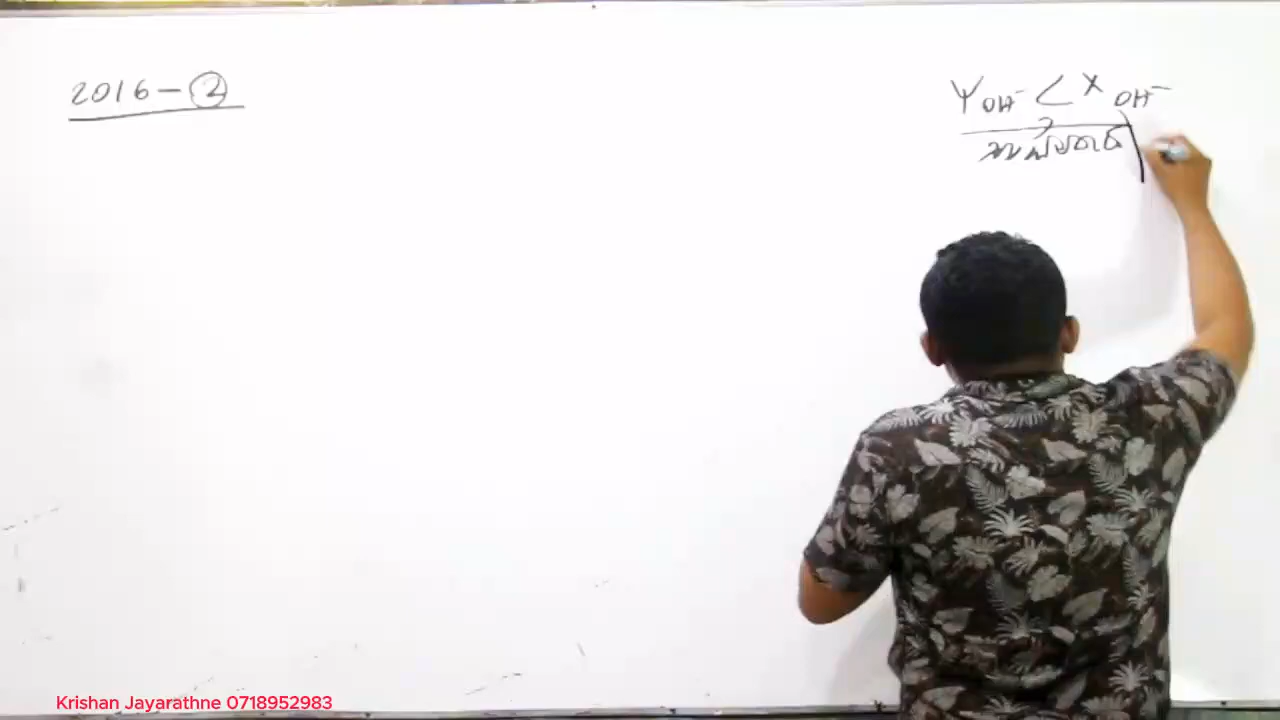 2016 – ②
Y OH⁻ < X OH⁻
Krishan Jayarathne 0718952983